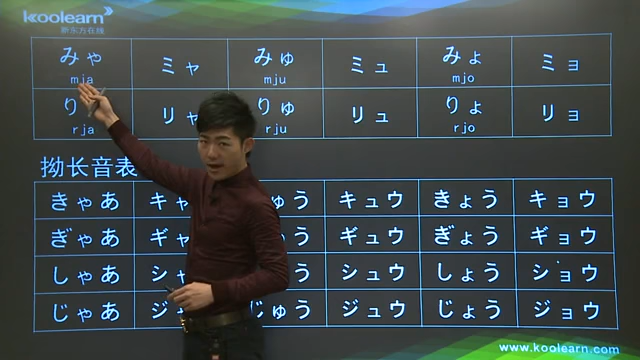 koolearn
新东方在线
みゃ ミャ みゅ ミュ みょ ミョ
mja mju mjo
り リャ りゅ リュ りょ リョ
rja rju rjo
拗长音表
きゃあ キャ ゅう キュウ きょう キョウ
ぎゃあ ギャ う ギュウ ぎょう ギョウ
しゃあ シャ シュウ しょう ショウ
じゃあ ジャ じゅう ジュウ じょう ジョウ
www.koolearn.com